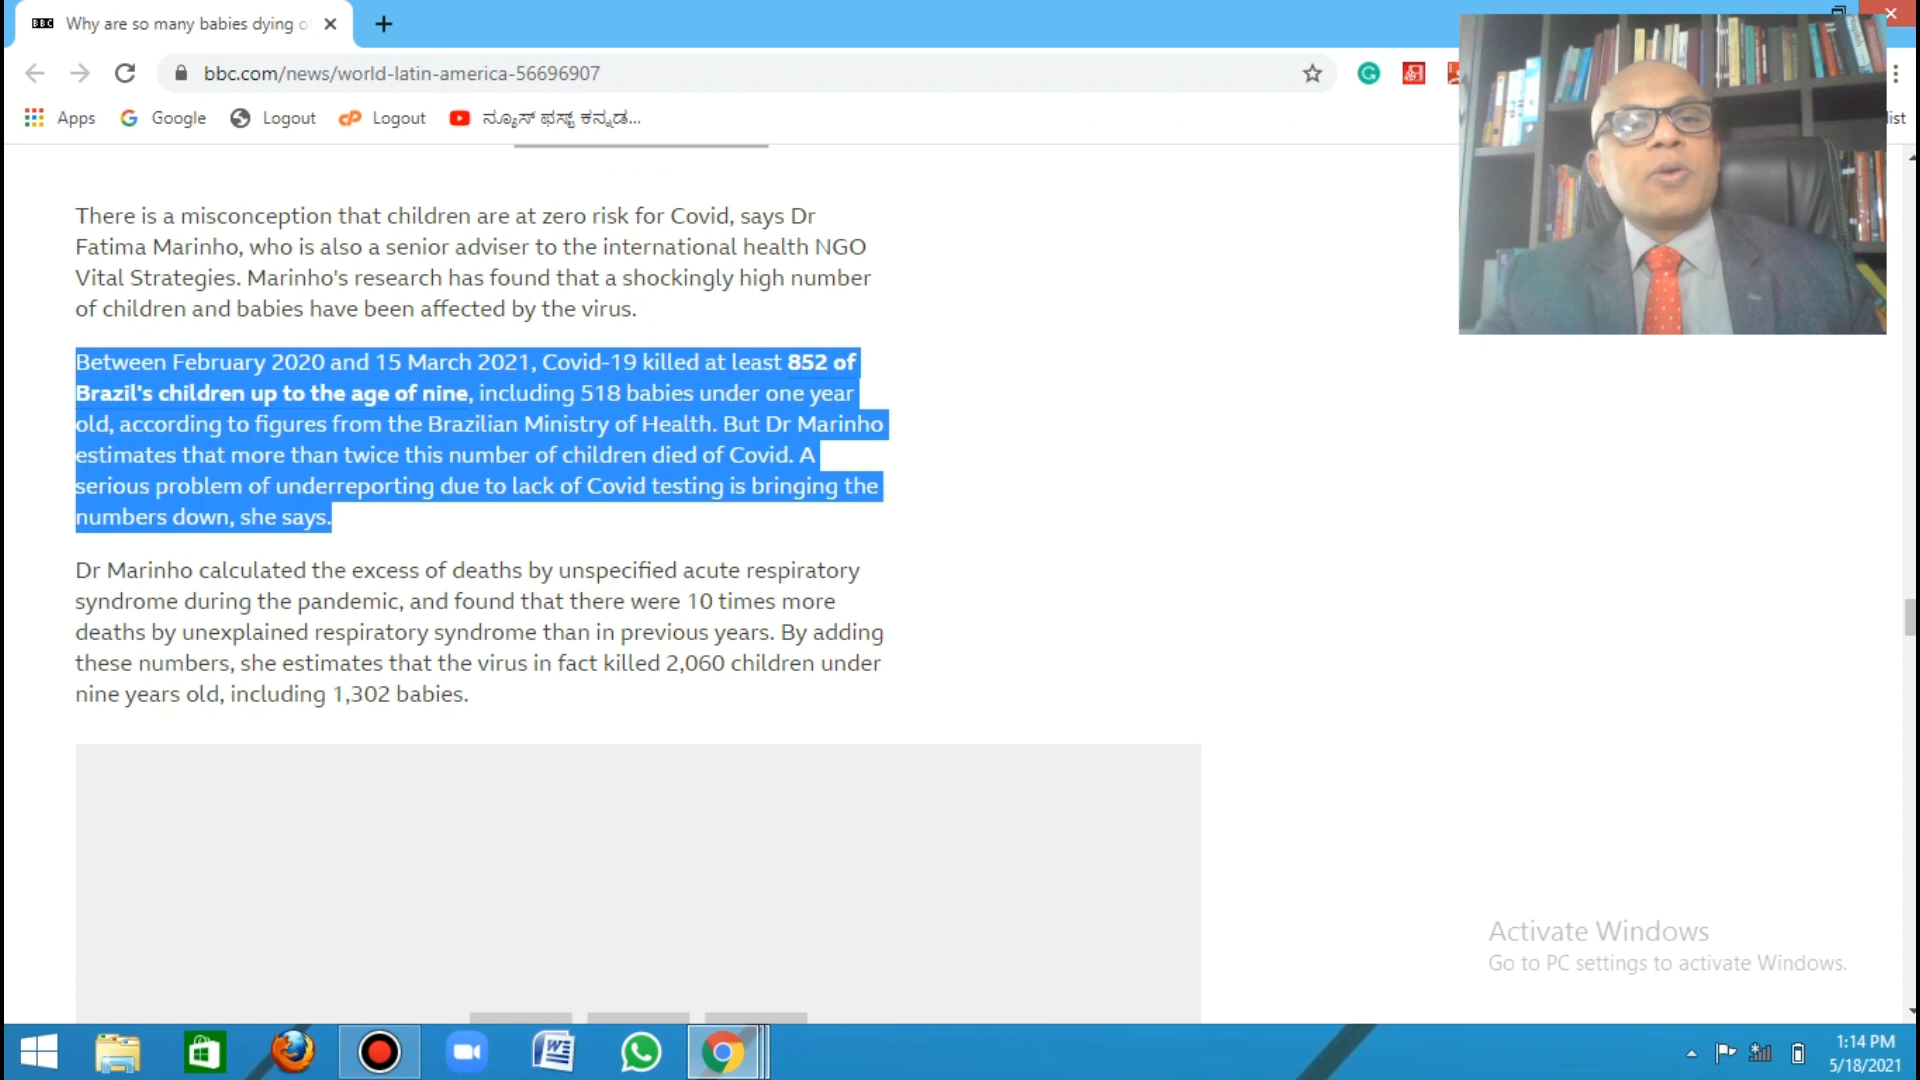 BBC Why are so many babies dying o
bbc.com/news/world-latin-america-56696907
Apps Google Logout cP Logout ನ್ಯೂಸ್ ಫಸ್ಟ್ ಕನ್ನಡ...
ist
There is a misconception that children are at zero risk for Covid, says Dr
Fatima Marinho, who is also a senior adviser to the international health NGO
Vital Strategies. Marinho's research has found that a shockingly high number
of children and babies have been affected by the virus.
Between February 2020 and 15 March 2021, Covid-19 killed at least 852 of
Brazil's children up to the age of nine, including 518 babies under one year
old, according to figures from the Brazilian Ministry of Health. But Dr Marinho
estimates that more than twice this number of children died of Covid. A
serious problem of underreporting due to lack of Covid testing is bringing the
numbers down, she says.
Dr Marinho calculated the excess of deaths by unspecified acute respiratory
syndrome during the pandemic, and found that there were 10 times more
deaths by unexplained respiratory syndrome than in previous years. By adding
these numbers, she estimates that the virus in fact killed 2,060 children under
nine years old, including 1,302 babies.
Activate Windows
Go to PC settings to activate Windows.
1:14 PM
5/18/2021